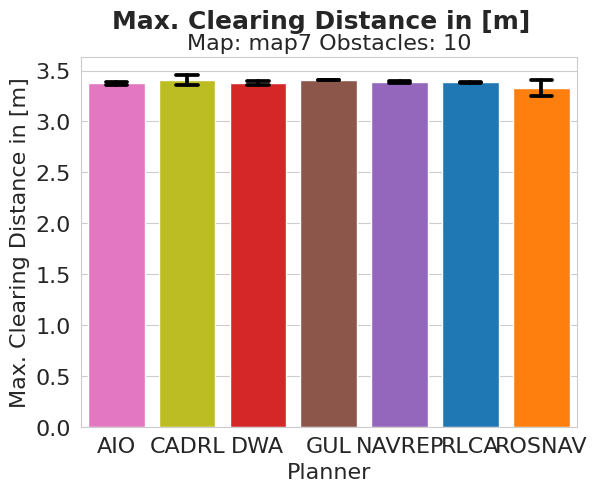 Max. Clearing Distance in [m]
Map: map7 Obstacles: 10
Max. Clearing Distance in [m]
3.5
3.0
2.5
2.0
1.5
1.0
0.5
0.0
AIO CADRL DWA GUL NAVREP RLCA ROSNAV
Planner